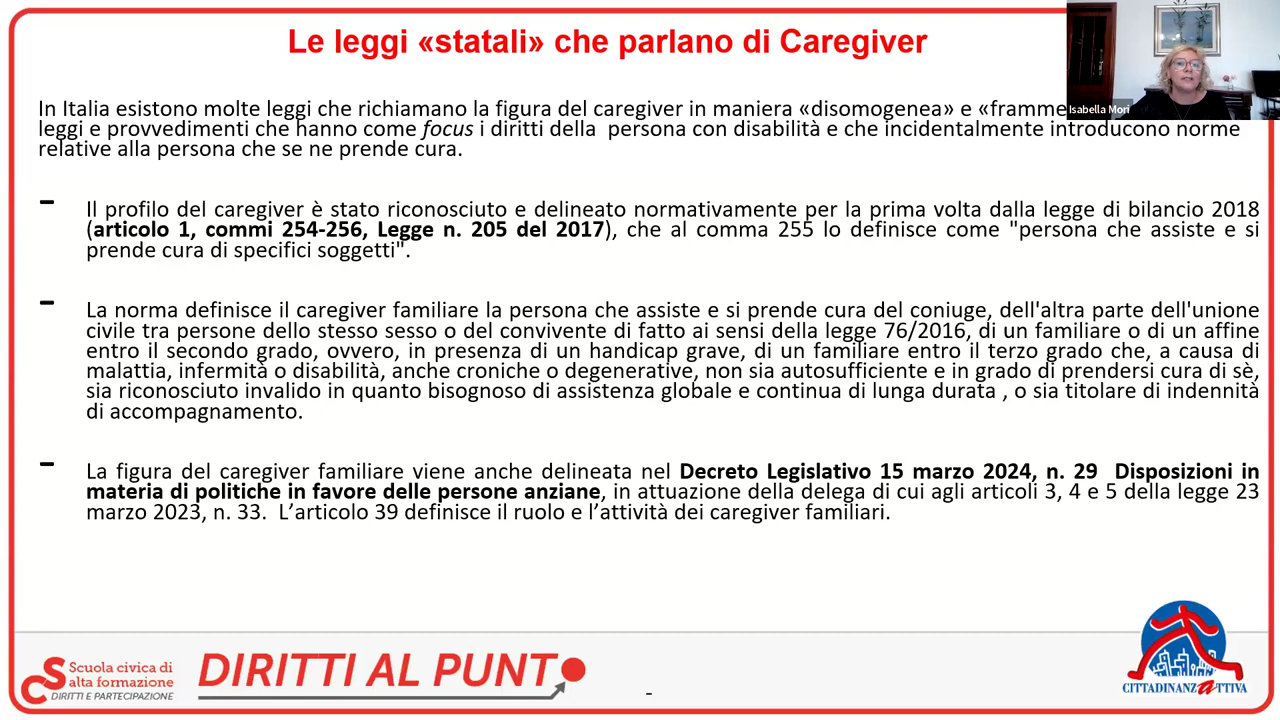 Le leggi «statali» che parlano di Caregiver
Isabella Mori
In Italia esistono molte leggi che richiamano la figura del caregiver in maniera «disomogenea» e
leggi e provvedimenti che hanno come focus i diritti della persona con disabilità e che incidentalmente introducono norme
relative alla persona che se ne prende cura.
- Il profilo del caregiver è stato riconosciuto e delineato normativamente per la prima volta dalla legge di bilancio 2018
(articolo 1, commi 254-256, Legge n. 205 del 2017), che al comma 255 lo definisce come "persona che assiste e si
prende cura di specifici soggetti".
- La norma definisce il caregiver familiare la persona che assiste e si prende cura del coniuge, dell'altra parte dell'unione
civile tra persone dello stesso sesso o del convivente di fatto ai sensi della legge 76/2016, di un familiare o di un affine
entro il secondo grado, ovvero, in presenza di un handicap grave, di un familiare entro il terzo grado che, a causa di
malattia, infermità o disabilità, anche croniche o degenerative, non sia autosufficiente e in grado di prendersi cura di sè,
sia riconosciuto invalido in quanto bisognoso di assistenza globale e continua di lunga durata , o sia titolare di indennità
di accompagnamento.
- La figura del caregiver familiare viene anche delineata nel Decreto Legislativo 15 marzo 2024, n. 29 Disposizioni in
materia di politiche in favore delle persone anziane, in attuazione della delega di cui agli articoli 3, 4 e 5 della legge 23
marzo 2023, n. 33. L’articolo 39 definisce il ruolo e l’attività dei caregiver familiari.
CS Scuola civica di
alta formazione
DIRITTI E PARTECIPAZIONE
DIRITTI AL PUNTO
-
CITTADINANZATTIVA